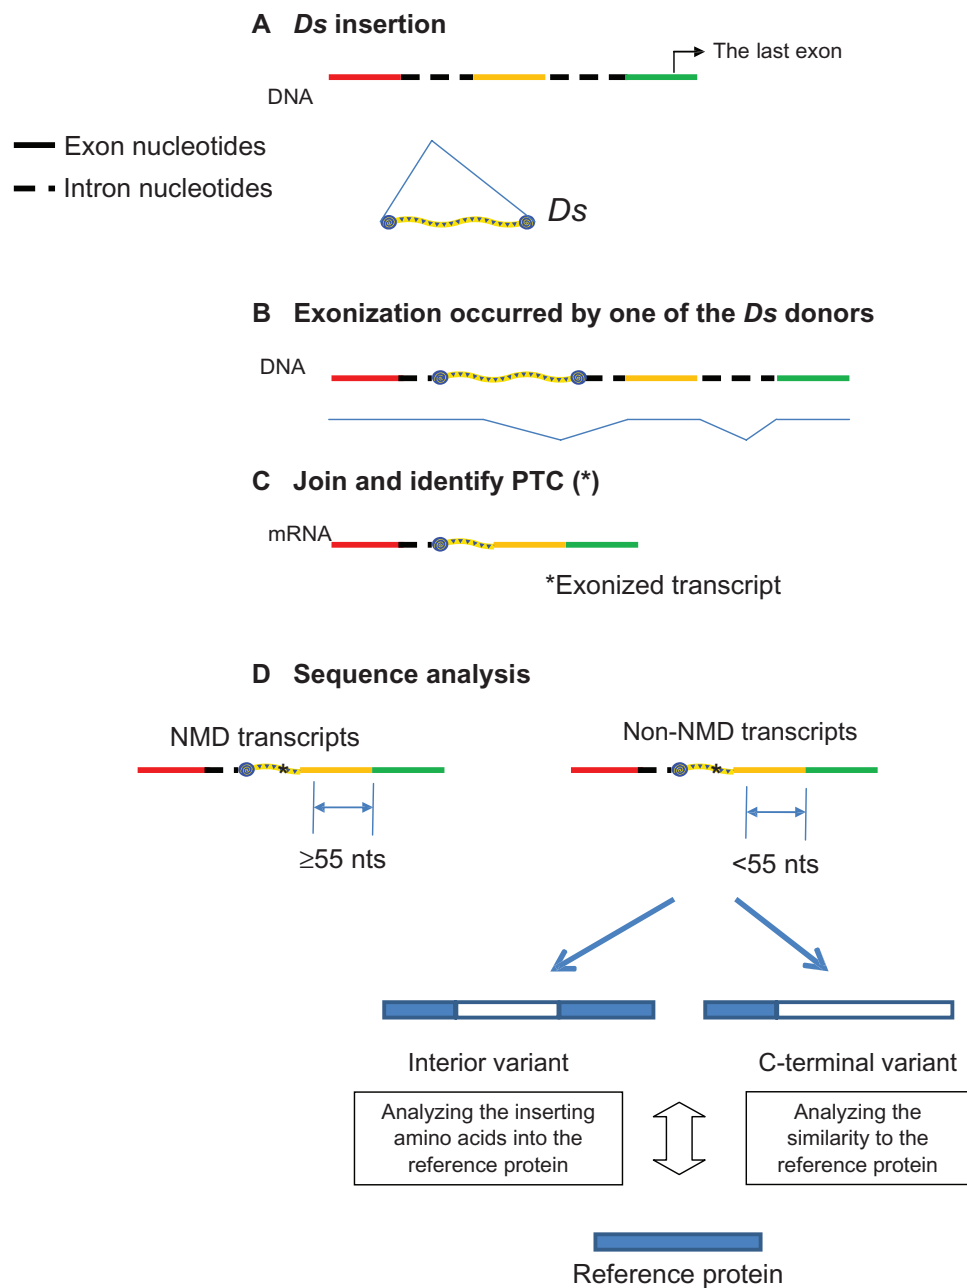 A Ds insertion
The last exon
DNA
Exon nucleotides
Intron nucleotides
Ds
B Exonization occurred by one of the Ds donors
DNA
C Join and identify PTC (*)
mRNA
*Exonized transcript
D Sequence analysis
NMD transcripts
Non-NMD transcripts
*
*
≥55 nts
<55 nts
Interior variant
C-terminal variant
Analyzing the inserting
amino acids into the
reference protein
Analyzing the
similarity to the
reference protein
Reference protein